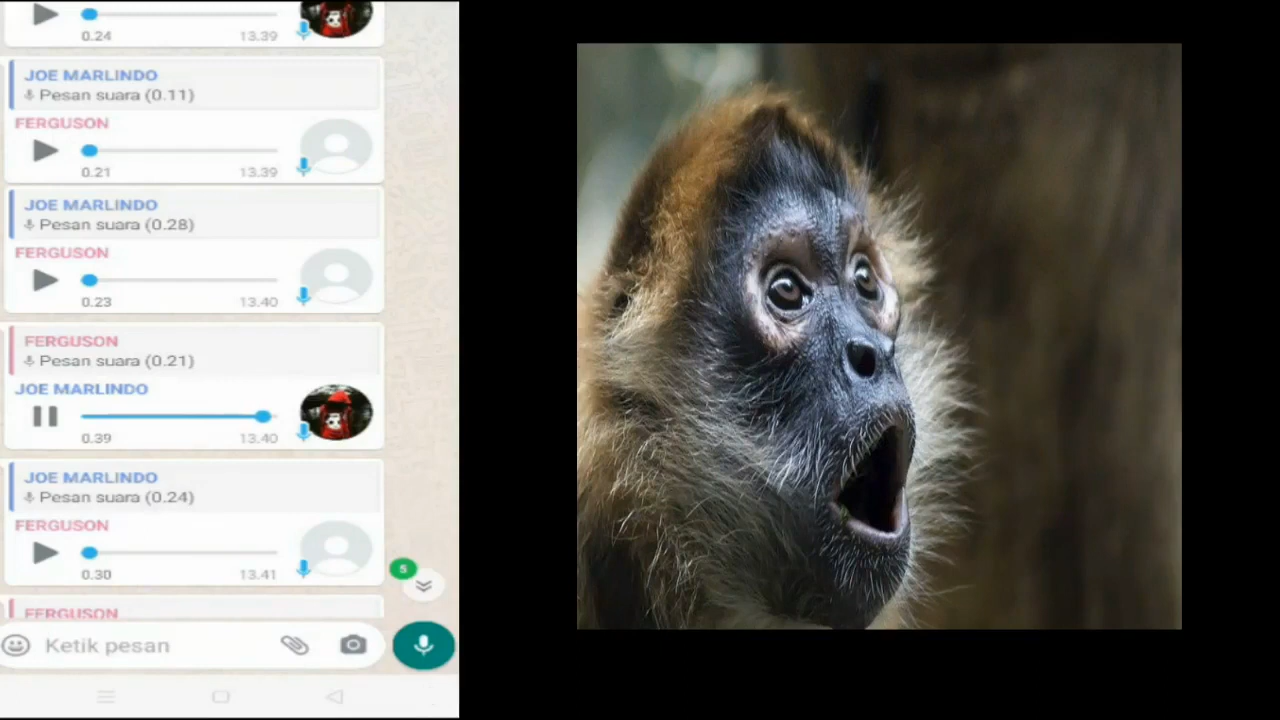 0.24 13.39
JOE MARLINDO
Pesan suara (0.11)
FERGUSON
0.21 13.39
JOE MARLINDO
Pesan suara (0.28)
FERGUSON
0.23 13.40
FERGUSON
Pesan suara (0.21)
JOE MARLINDO
0.39 13.40
JOE MARLINDO
Pesan suara (0.24)
FERGUSON
0.30 13.41
5
FERGUSON
Ketik pesan